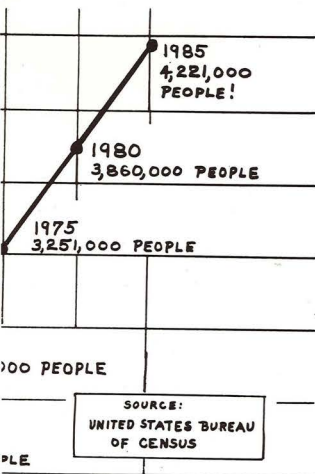 1985
4,221,000
PEOPLE!
1980
3,860,000 PEOPLE
1975
3,251,000 PEOPLE
000 PEOPLE
SOURCE:
UNITED STATES BUREAU
OF CENSUS
PLE